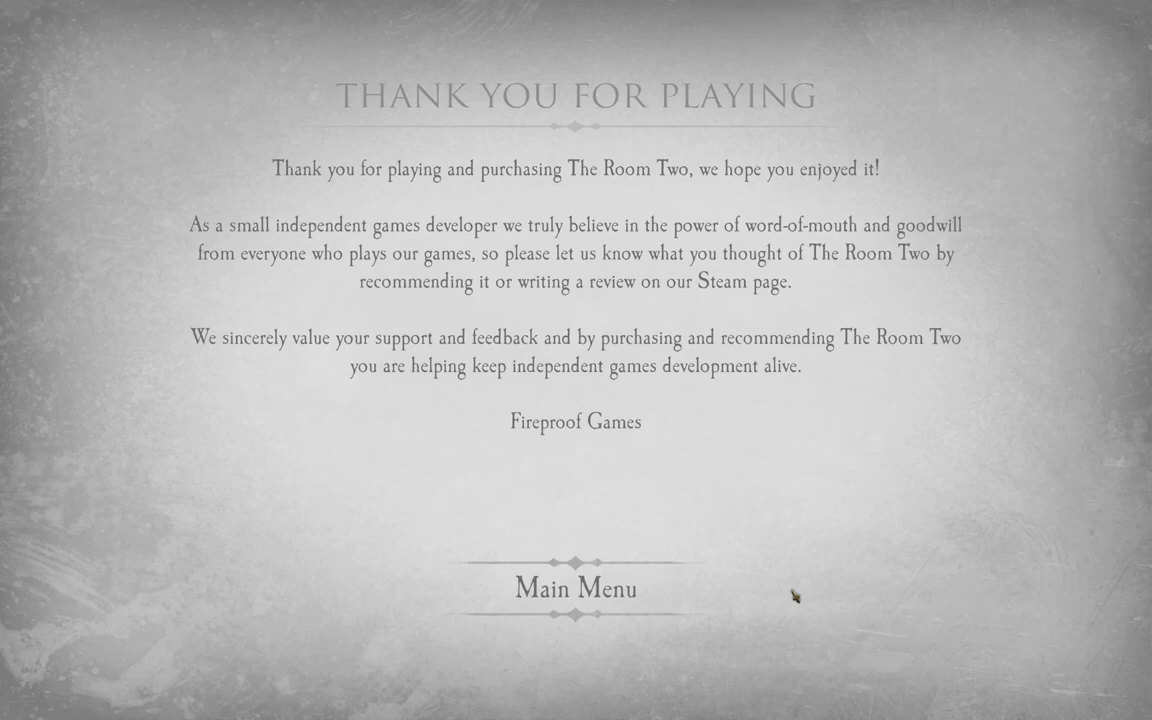 THANK YOU FOR PLAYING
Thank you for playing and purchasing The Room Two, we hope you enjoyed it!
As a small independent games developer we truly believe in the power of word-of-mouth and goodwill
from everyone who plays our games, so please let us know what you thought of The Room Two by
recommending it or writing a review on our Steam page.
We sincerely value your support and feedback and by purchasing and recommending The Room Two
you are helping keep independent games development alive.
Fireproof Games
Main Menu